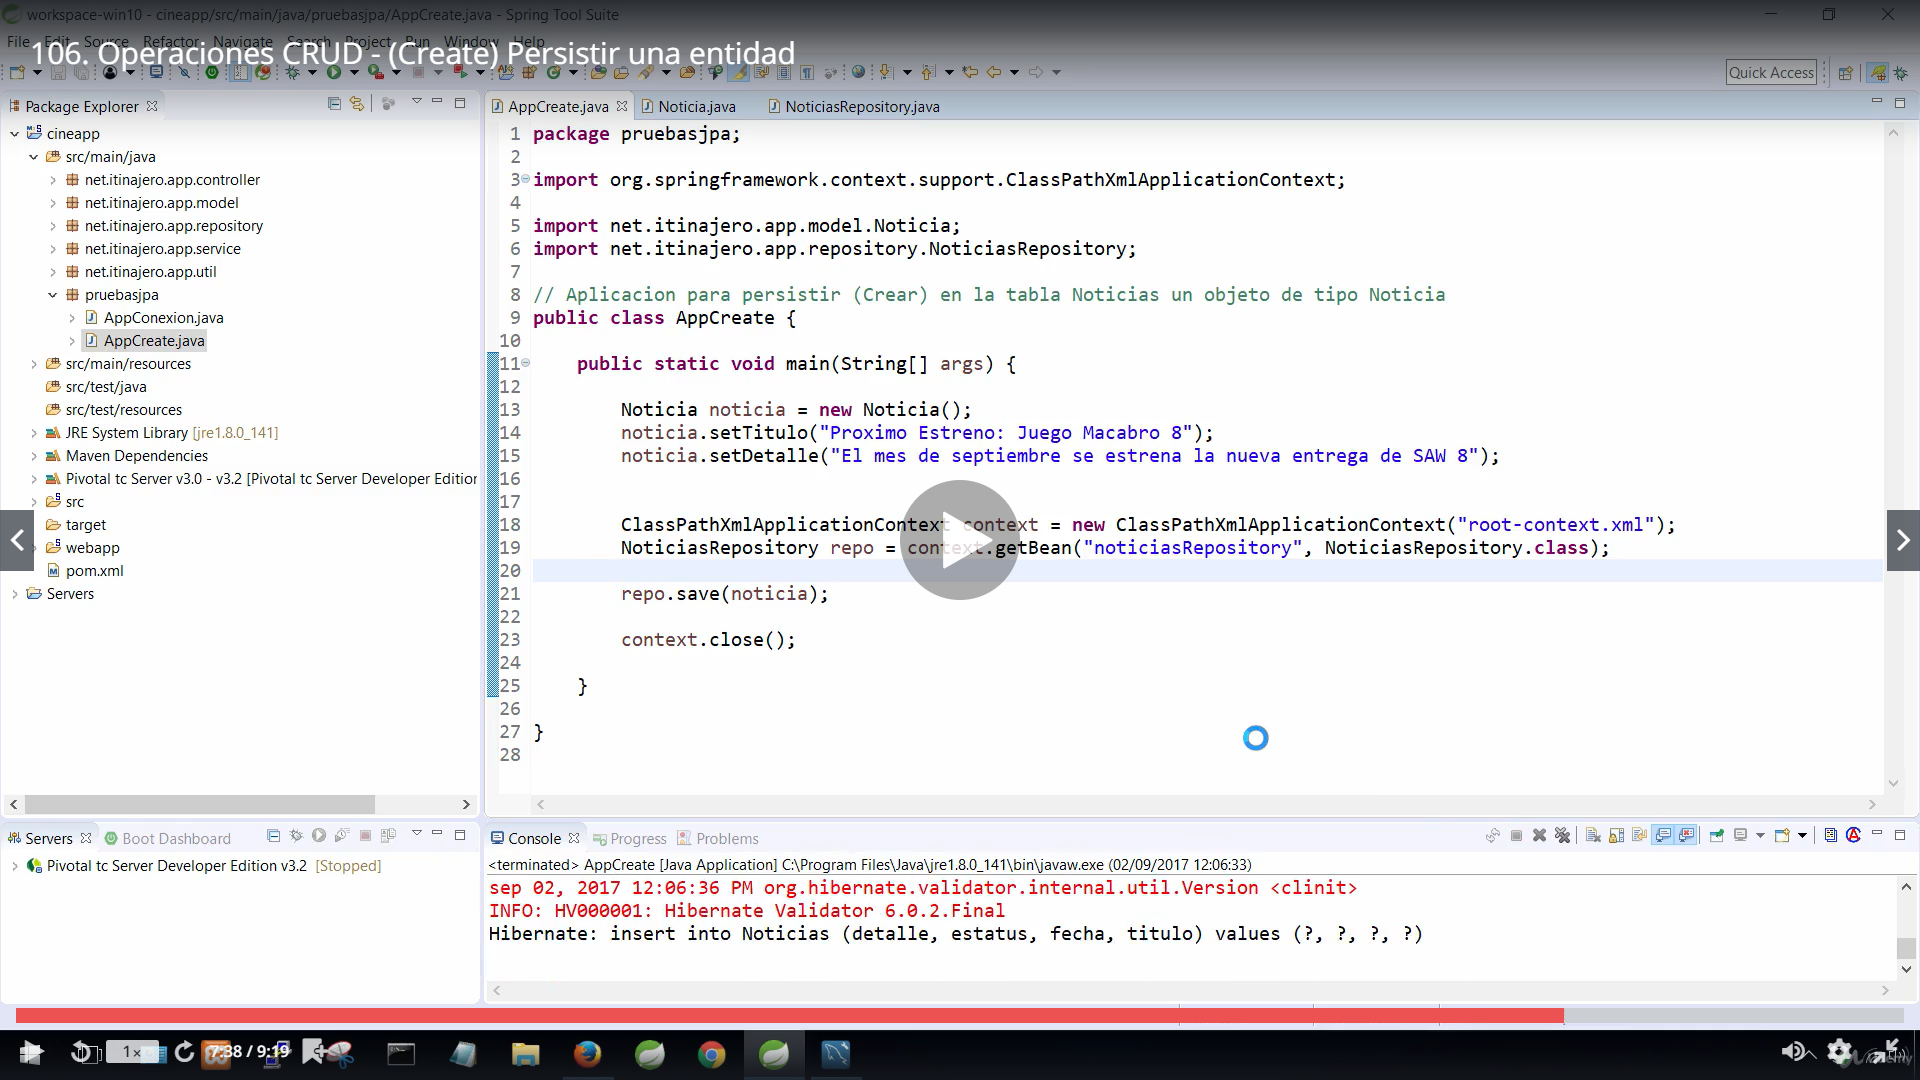 workspace-win10 - cineapp/src/main/java/pruebasjpa/AppCreate.java - Spring Tool Suite
File Edit Source Refactor Navigate Search Project Run Window Help
106. Operaciones CRUD - (Create) Persistir una entidad
Quick Access
Package Explorer
AppCreate.java
Noticia.java
NoticiasRepository.java
cineapp
src/main/java
net.itinajero.app.controller
net.itinajero.app.model
net.itinajero.app.repository
net.itinajero.app.service
net.itinajero.app.util
pruebasjpa
AppConexion.java
AppCreate.java
src/main/resources
src/test/java
src/test/resources
JRE System Library [jre1.8.0_141]
Maven Dependencies
Pivotal tc Server v3.0 - v3.2 [Pivotal tc Server Developer Edition
src
target
webapp
pom.xml
Servers
1 package pruebasjpa;
2
3 import org.springframework.context.support.ClassPathXmlApplicationContext;
4
5 import net.itinajero.app.model.Noticia;
6 import net.itinajero.app.repository.NoticiasRepository;
7
8 // Aplicacion para persistir (Crear) en la tabla Noticias un objeto de tipo Noticia
9 public class AppCreate {
10
11 public static void main(String[] args) {
12
13 Noticia noticia = new Noticia();
14 noticia.setTitulo("Proximo Estreno: Juego Macabro 8");
15 noticia.setDetalle("El mes de septiembre se estrena la nueva entrega de SAW 8");
16
17
18 ClassPathXmlApplicationContext context = new ClassPathXmlApplicationContext("root-context.xml");
19 NoticiasRepository repo = context.getBean("noticiasRepository", NoticiasRepository.class);
20
21 repo.save(noticia);
22
23 context.close();
24
25 }
26
27 }
28
Servers
Boot Dashboard
Pivotal tc Server Developer Edition v3.2 [Stopped]
Console
Progress
Problems
<terminated> AppCreate [Java Application] C:\Program Files\Java\jre1.8.0_141\bin\javaw.exe (02/09/2017 12:06:33)
sep 02, 2017 12:06:36 PM org.hibernate.validator.internal.util.Version <clinit>
INFO: HV000001: Hibernate Validator 6.0.2.Final
Hibernate: insert into Noticias (detalle, estatus, fecha, titulo) values (?, ?, ?, ?)
1×
7:38 / 9:19